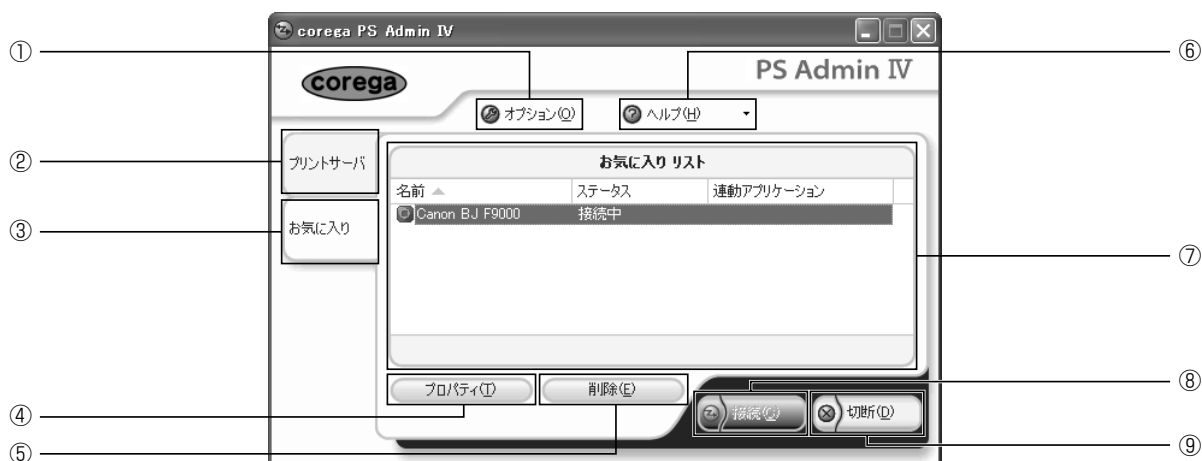 corega PS Admin Ⅳ
①
⑥
corega
PS Admin Ⅳ
オプション(O)
ヘルプ(H)
②
プリントサーバ
お気に入り リスト
名前
ステータス
連動アプリケーション
Canon BJ F9000
接続中
③
お気に入り
⑦
プロパティ(T)
削除(E)
⑧
④
接続(C)
切断(D)
⑤
⑨